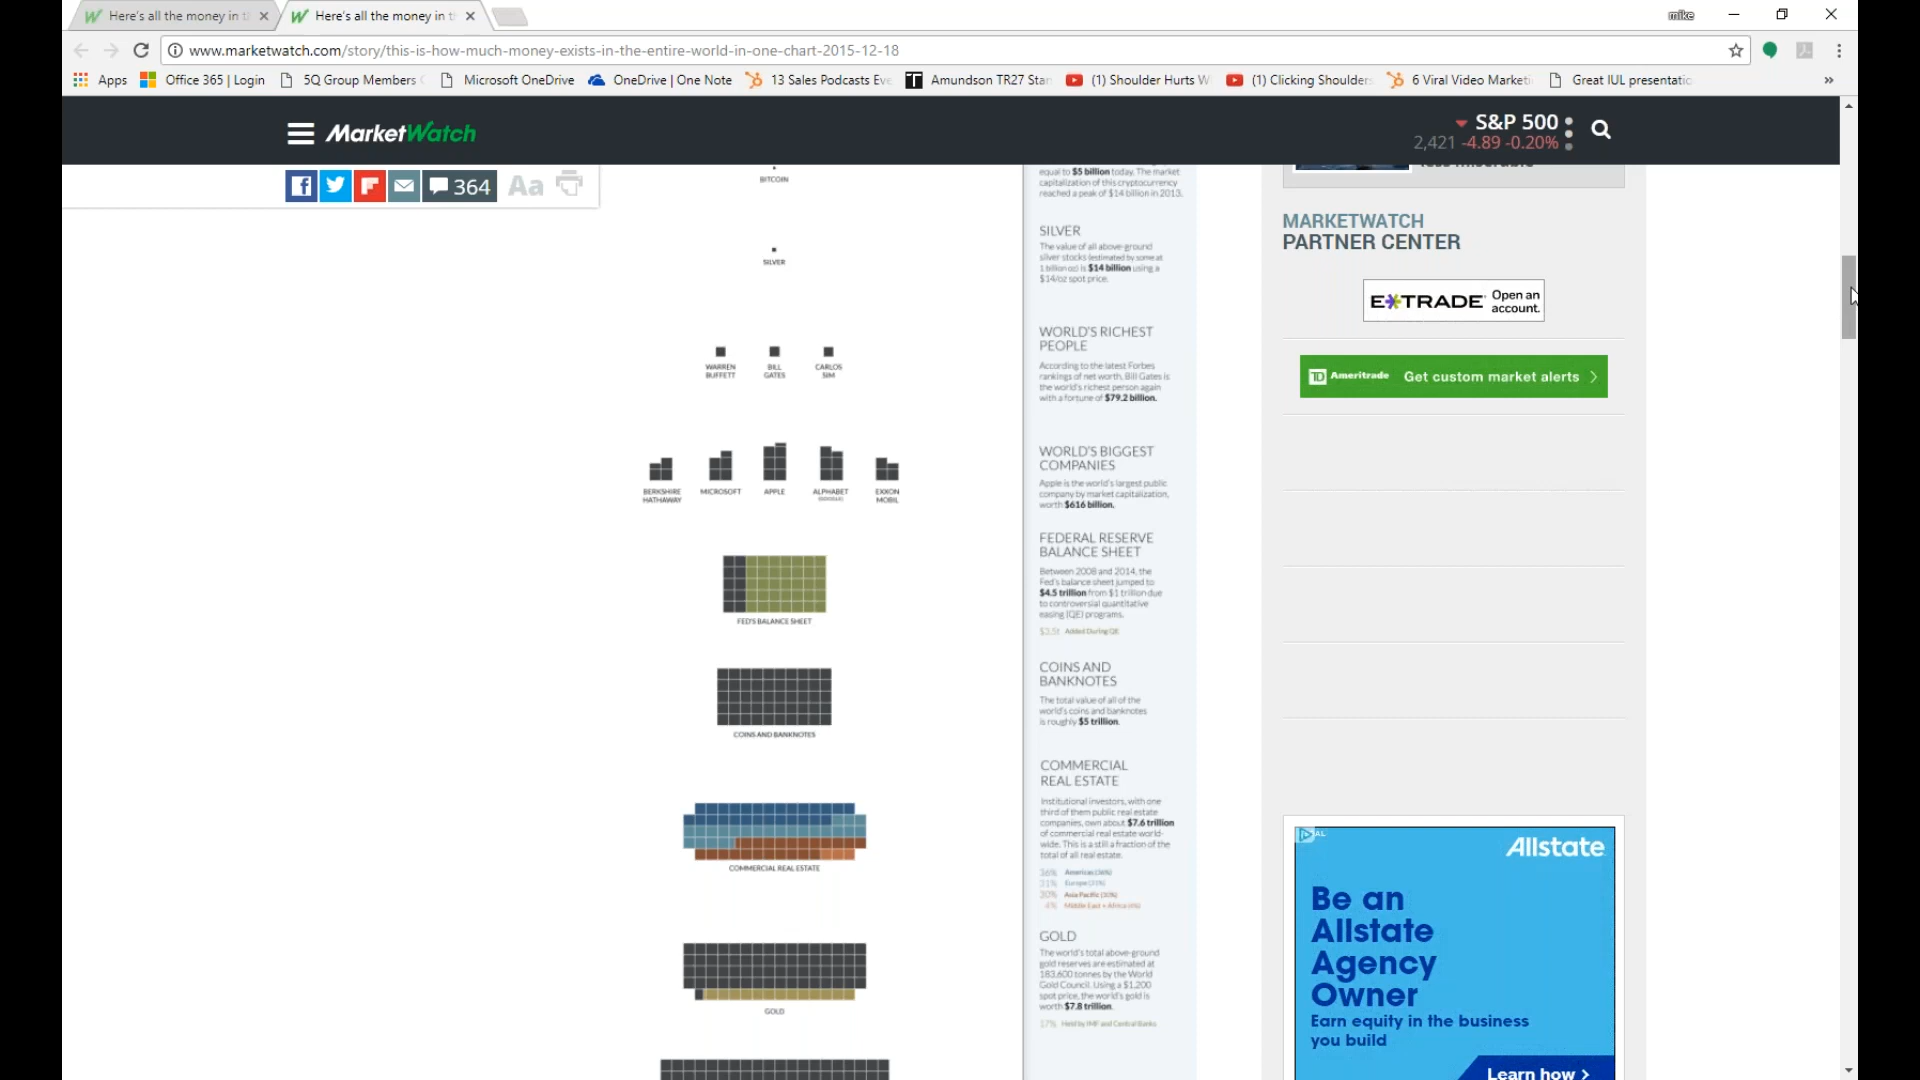 Here's all the money in t
Here's all the money in t
mike
www.marketwatch.com/story/this-is-how-much-money-exists-in-the-entire-world-in-one-chart-2015-12-18
Apps
Office 365 | Login
5Q Group Members
Microsoft OneDrive
OneDrive | One Note
13 Sales Podcasts Eve
Amundson TR27 Star
(1) Shoulder Hurts W
(1) Clicking Shoulders
6 Viral Video Marketi
Great IUL presentatio
»
MarketWatch
S&P 500
2,421 -4.89 -0.20%
364
Aa
BITCOIN
SILVER
WARREN BUFFETT
BILL GATES
CARLOS SIM
BERKSHIRE HATHAWAY
MICROSOFT
APPLE
ALPHABET (GOOGLE)
EXXON MOBIL
FED'S BALANCE SHEET
COINS AND BANKNOTES
COMMERCIAL REAL ESTATE
GOLD
equal to $5 billion today. The market
capitalization of this cryptocurrency
reached a peak of $14 billion in 2013.
SILVER
The value of all above-ground
silver stocks (estimated by some at
1 billion oz) is $14 billion using a
$14/oz spot price.
WORLD'S RICHEST
PEOPLE
According to the latest Forbes
rankings of net worth, Bill Gates is
the world's richest person again
with a fortune of $79.2 billion.
WORLD'S BIGGEST
COMPANIES
Apple is the world's largest public
company by market capitalization,
worth $616 billion.
FEDERAL RESERVE
BALANCE SHEET
Between 2008 and 2014, the
Fed's balance sheet jumped to
$4.5 trillion from $1 trillion due
to controversial quantitative
easing (QE) programs.
$3.5t Added During QE
COINS AND
BANKNOTES
The total value of all of the
world's coins and banknotes
is roughly $5 trillion.
COMMERCIAL
REAL ESTATE
Institutional investors, with one
third of them public real estate
companies, own about $7.6 trillion
of commercial real estate world-
wide. This is a still a fraction of the
total of all real estate.
36% Americas (36%)
31% Europe (31%)
30% Asia Pacific (30%)
4% Middle East + Africa (4%)
GOLD
The world's total above-ground
gold reserves are estimated at
183,600 tonnes by the World
Gold Council. Using a $1,200
spot price, the world's gold is
worth $7.8 trillion.
17% Held by IMF and Central Banks
MARKETWATCH
PARTNER CENTER
E*TRADE Open an account.
TD Ameritrade Get custom market alerts
Allstate
Be an
Allstate
Agency
Owner
Earn equity in the business
you build
Learn how >